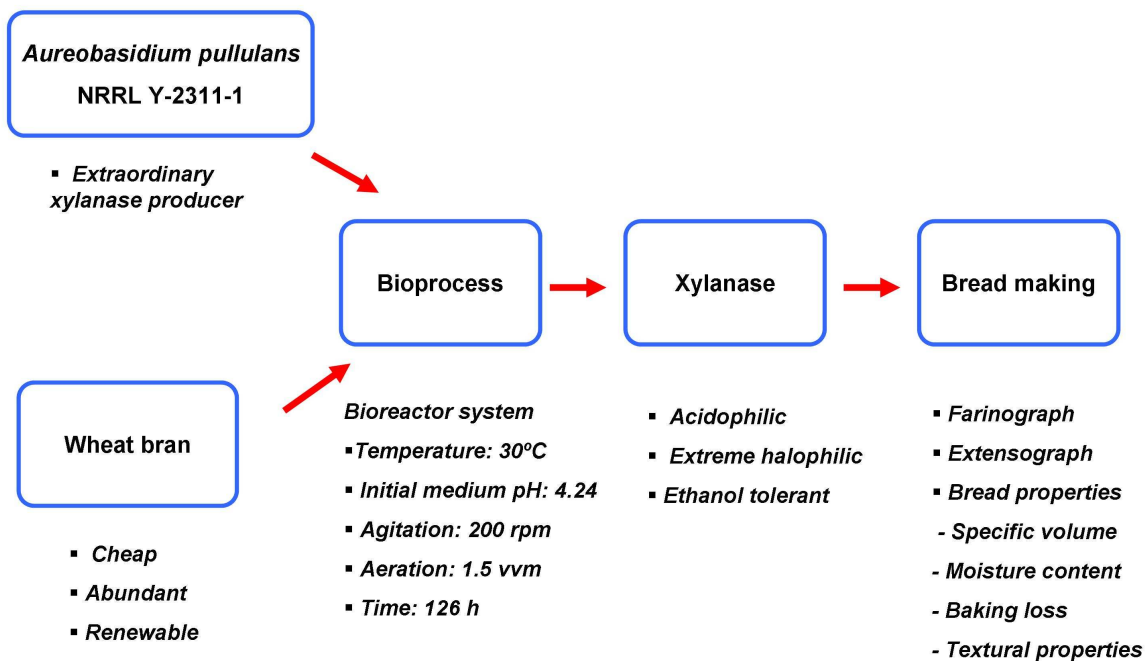 Aureobasidium pullulans
NRRL Y-2311-1
▪ Extraordinary
xylanase producer
Wheat bran
▪ Cheap
▪ Abundant
▪ Renewable
Bioprocess
Bioreactor system
▪Temperature: 30ºC
▪ Initial medium pH: 4.24
▪ Agitation: 200 rpm
▪ Aeration: 1.5 vvm
▪ Time: 126 h
Xylanase
▪ Acidophilic
▪ Extreme halophilic
▪ Ethanol tolerant
Bread making
▪ Farinograph
▪ Extensograph
▪ Bread properties
- Specific volume
- Moisture content
- Baking loss
- Textural properties